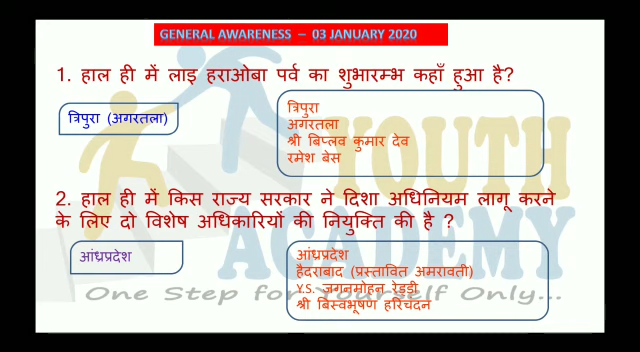 GENERAL AWARENESS – 03 JANUARY 2020
1. हाल ही में लाइ हराओबा पर्व का शुभारम्भ कहाँ हुआ है?
त्रिपुरा (अगरतला)
त्रिपुरा
अगरतला
श्री बिप्लव कुमार देव
रमेश बेस
2. हाल ही में किस राज्य सरकार ने दिशा अधिनियम लागू करने
के लिए दो विशेष अधिकारियों की नियुक्ति की है ?
आंध्रप्रदेश
आंध्रप्रदेश
हैदराबाद (प्रस्तावित अमरावती)
Y.S. जगनमोहन रेड्डी
श्री बिस्वभूषण हरिचंदन
YOUTH
ACADEMY
One Step for Yourself Only...